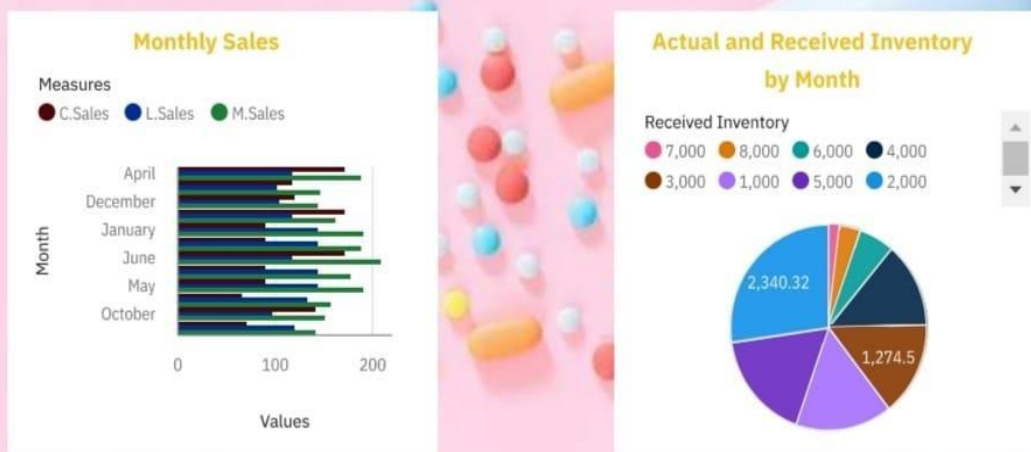 Monthly Sales
Measures
C.Sales L.Sales M.Sales
April
December
January
June
May
October
Month
0 100 200
Values
Actual and Received Inventory
by Month
Received Inventory
7,000 8,000 6,000 4,000
3,000 1,000 5,000 2,000
2,340.32
1,274.5